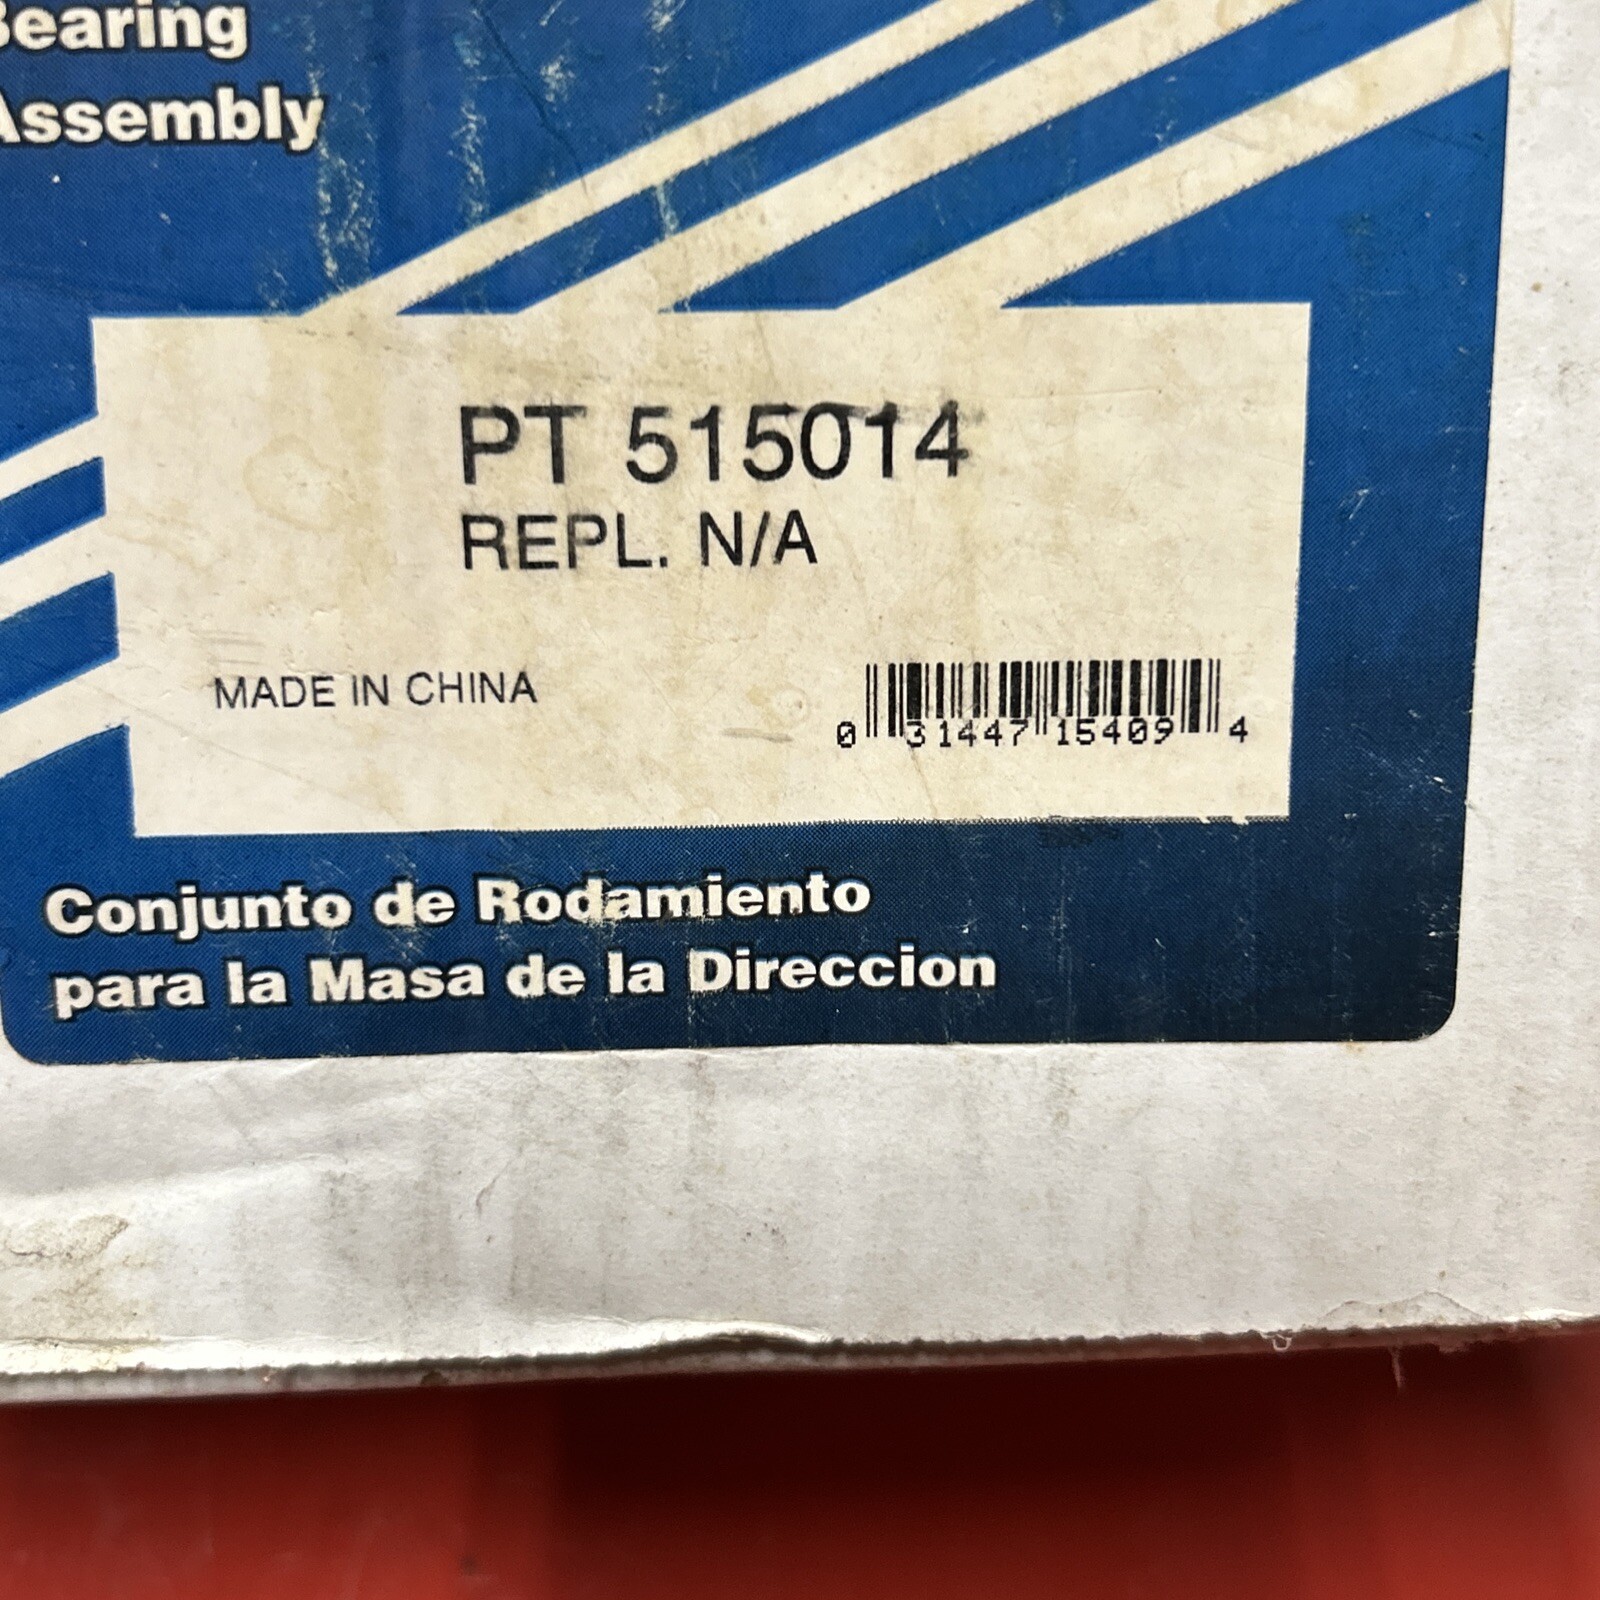 Bearing
Assembly
PT 515014
REPL. N/A
MADE IN CHINA
0 31447 15409 4
Conjunto de Rodamiento
para la Masa de la Direccion